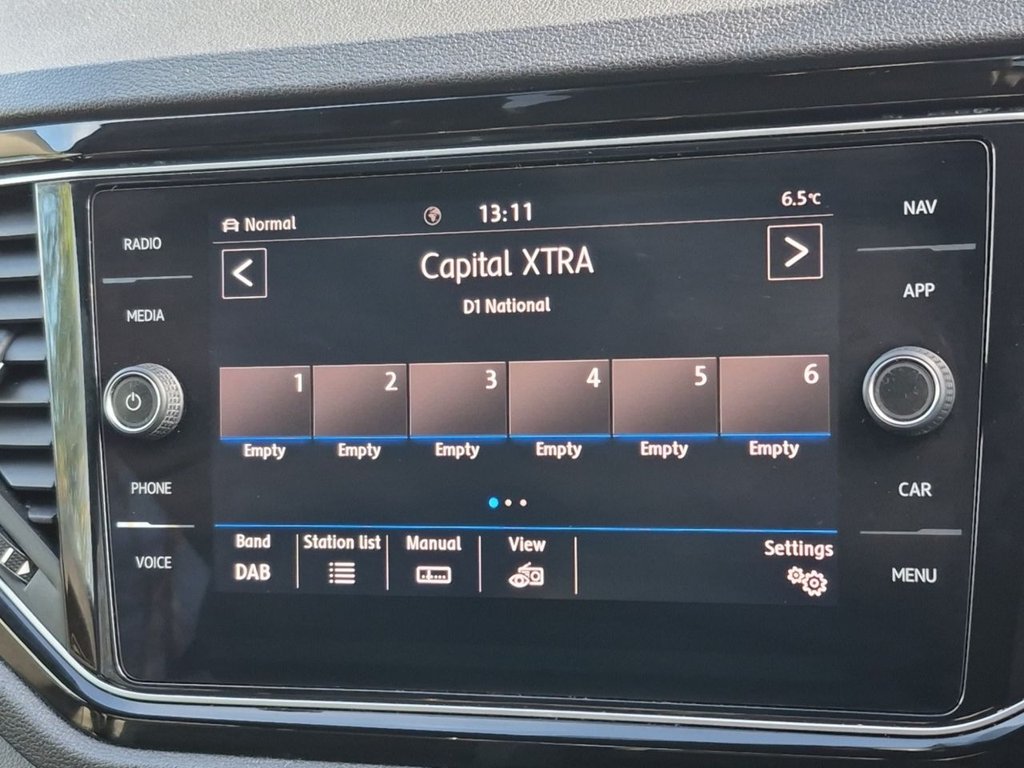 Normal 13:11 6.5°C
Capital XTRA
D1 National
1 2 3 4 5 6
Empty Empty Empty Empty Empty Empty
Band Station list Manual View Settings
DAB
RADIO
MEDIA
PHONE
VOICE
NAV
APP
CAR
MENU